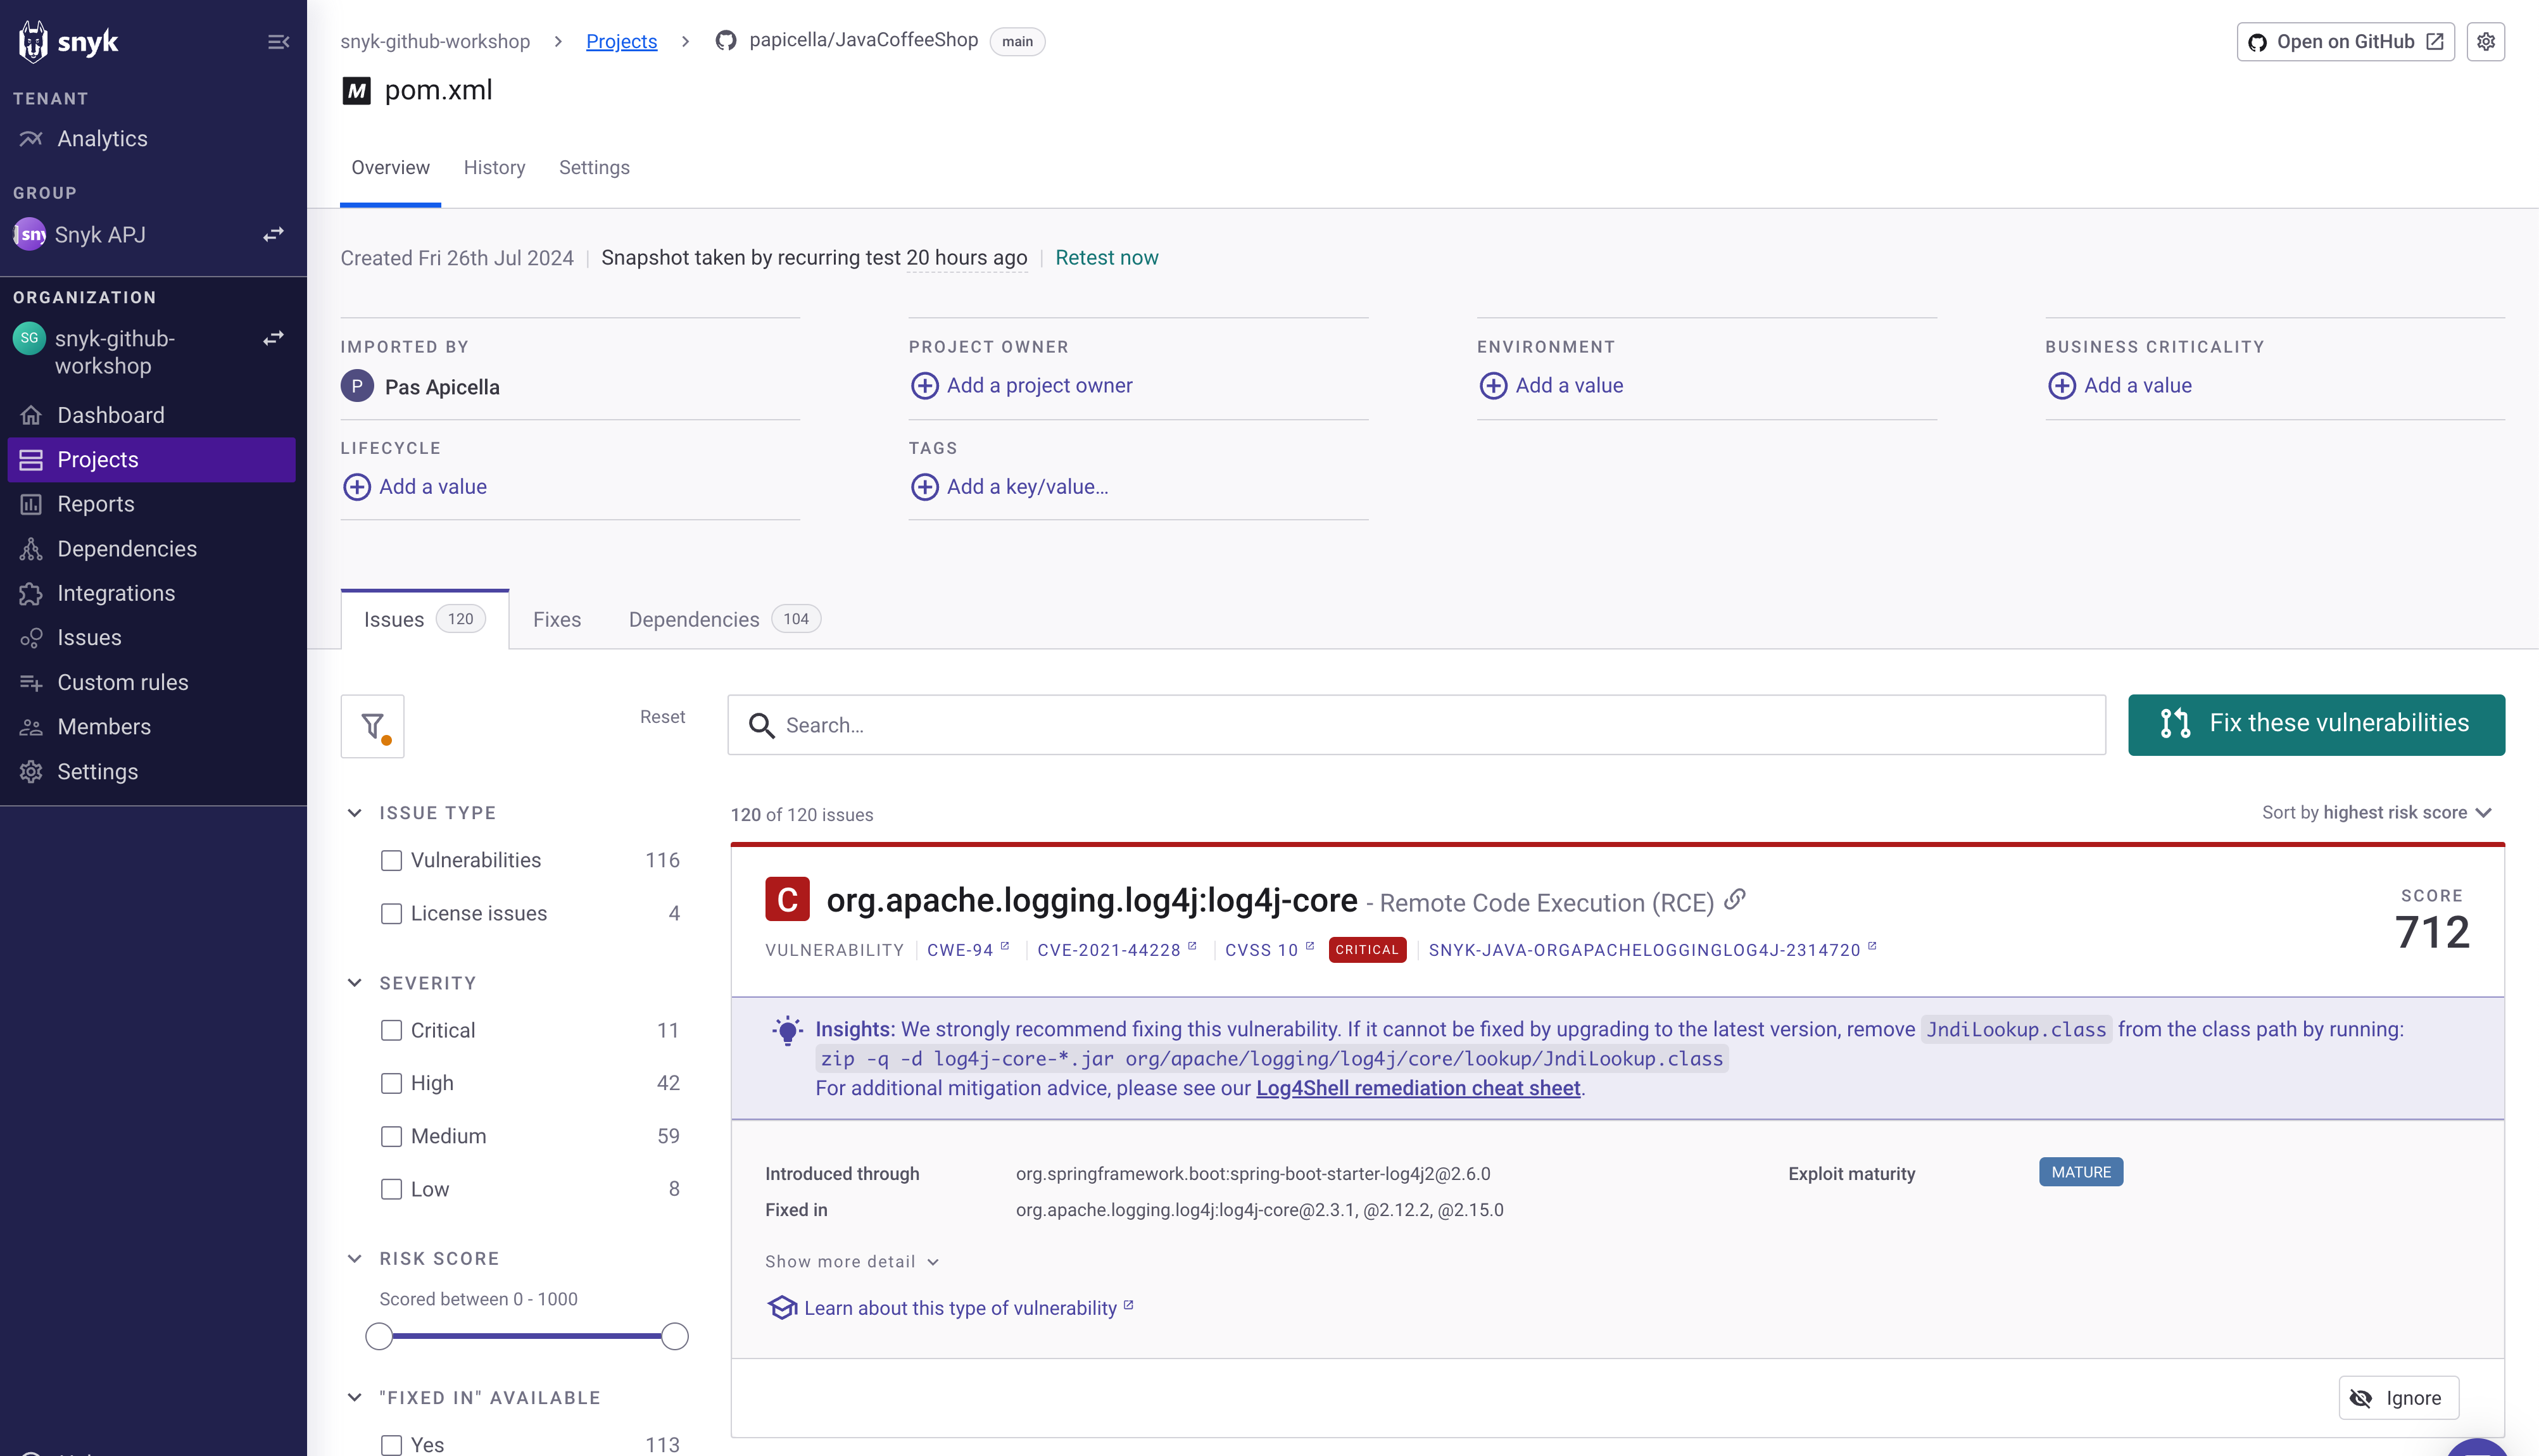 snyk
TENANT
Analytics
GROUP
sny
Snyk APJ
ORGANIZATION
SG
snyk-github-
workshop
Dashboard
Projects
Reports
Dependencies
Integrations
Issues
Custom rules
Members
Settings
snyk-github-workshop > Projects > papicella/JavaCoffeeShop main
Open on GitHub
M pom.xml
Overview History Settings
Created Fri 26th Jul 2024 | Snapshot taken by recurring test 20 hours ago | Retest now
IMPORTED BY
P Pas Apicella
PROJECT OWNER
Add a project owner
ENVIRONMENT
Add a value
BUSINESS CRITICALITY
Add a value
LIFECYCLE
Add a value
TAGS
Add a key/value...
Issues 120 Fixes Dependencies 104
Reset
Search...
Fix these vulnerabilities
ISSUE TYPE
Vulnerabilities 116
License issues 4
SEVERITY
Critical 11
High 42
Medium 59
Low 8
RISK SCORE
Scored between 0 - 1000
"FIXED IN" AVAILABLE
Yes 113
120 of 120 issues
Sort by highest risk score
C org.apache.logging.log4j:log4j-core - Remote Code Execution (RCE)
VULNERABILITY | CWE-94 | CVE-2021-44228 | CVSS 10 CRITICAL | SNYK-JAVA-ORGAPACHELOGGINGLOG4J-2314720
SCORE
712
Insights: We strongly recommend fixing this vulnerability. If it cannot be fixed by upgrading to the latest version, remove JndiLookup.class from the class path by running:
zip -q -d log4j-core-*.jar org/apache/logging/log4j/core/lookup/JndiLookup.class
For additional mitigation advice, please see our Log4Shell remediation cheat sheet.
Introduced through org.springframework.boot:spring-boot-starter-log4j2@2.6.0
Exploit maturity MATURE
Fixed in org.apache.logging.log4j:log4j-core@2.3.1, @2.12.2, @2.15.0
Show more detail
Learn about this type of vulnerability
Ignore